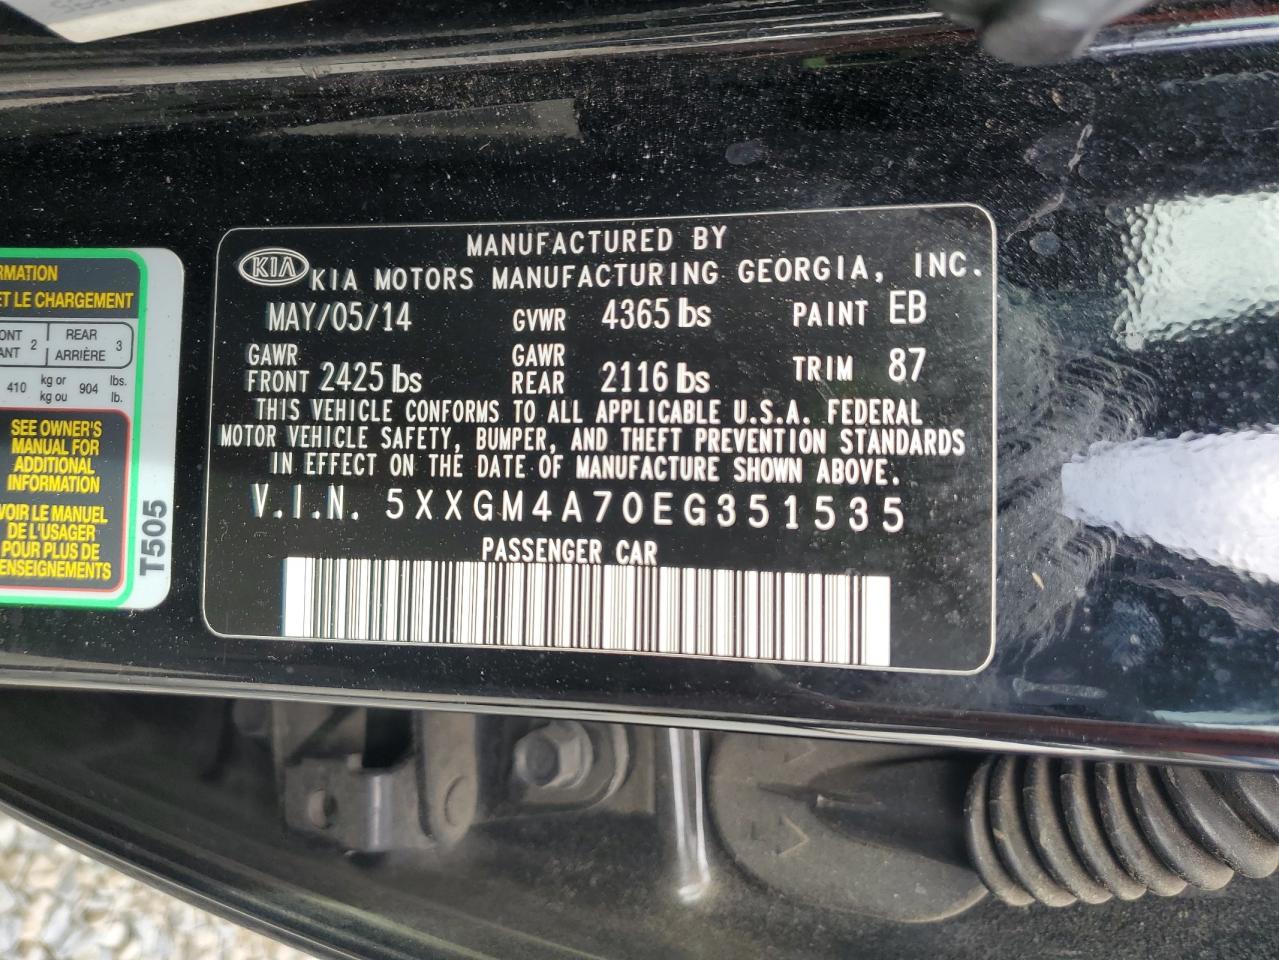 MANUFACTURED BY
KIA KIA MOTORS MANUFACTURING GEORGIA, INC.
MAY/05/14 GVWR 4365 lbs PAINT EB
GAWR FRONT 2425 lbs GAWR REAR 2116 lbs TRIM 87
THIS VEHICLE CONFORMS TO ALL APPLICABLE U.S.A. FEDERAL
MOTOR VEHICLE SAFETY, BUMPER, AND THEFT PREVENTION STANDARDS
IN EFFECT ON THE DATE OF MANUFACTURE SHOWN ABOVE.
V.I.N. 5XXGM4A70EG351535
PASSENGER CAR
ET LE CHARGEMENT
2 REAR 3
ARRIÈRE
410 kg or 904 lbs.
kg ou lb.
SEE OWNER'S
MANUAL FOR
ADDITIONAL
INFORMATION
VOIR LE MANUEL
DE L'USAGER
POUR PLUS DE
T505